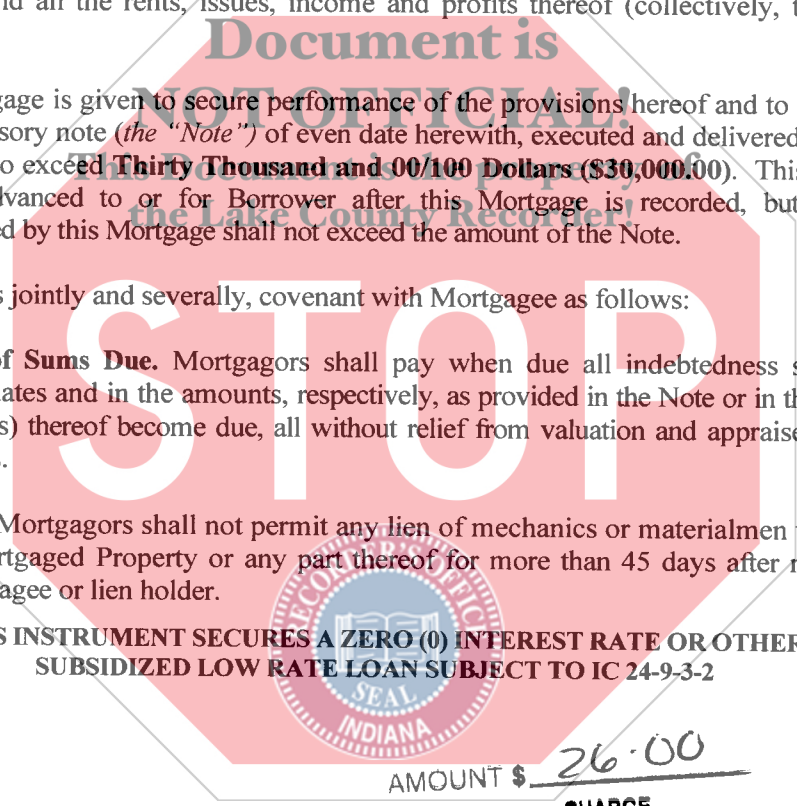 nd all the rents, issues, income and profits thereof (collectively, t
Document is
NOT OFFICIAL!
gage is given to secure performance of the provisions hereof and to
sory note (the “Note”) of even date herewith, executed and delivered
o exceed Thirty Thousand and 00/100 Dollars ($30,000.00). This
This Document is the property of
dvanced to or for Borrower after this Mortgage is recorded, but
the Lake County Recorder!
ed by this Mortgage shall not exceed the amount of the Note.
s jointly and severally, covenant with Mortgagee as follows:
STOP
of Sums Due. Mortgagors shall pay when due all indebtedness s
ates and in the amounts, respectively, as provided in the Note or in th
s) thereof become due, all without relief from valuation and appraise
Mortgagors shall not permit any lien of mechanics or materialmen
rtgaged Property or any part thereof for more than 45 days after r
agee or lien holder.
RECORDER'S OFFICE
S INSTRUMENT SECURES A ZERO (0) INTEREST RATE OR OTHER
SUBSIDIZED LOW RATE LOAN SUBJECT TO IC 24-9-3-2
SEAL
INDIANA
AMOUNT $ 26.00
CHARGE